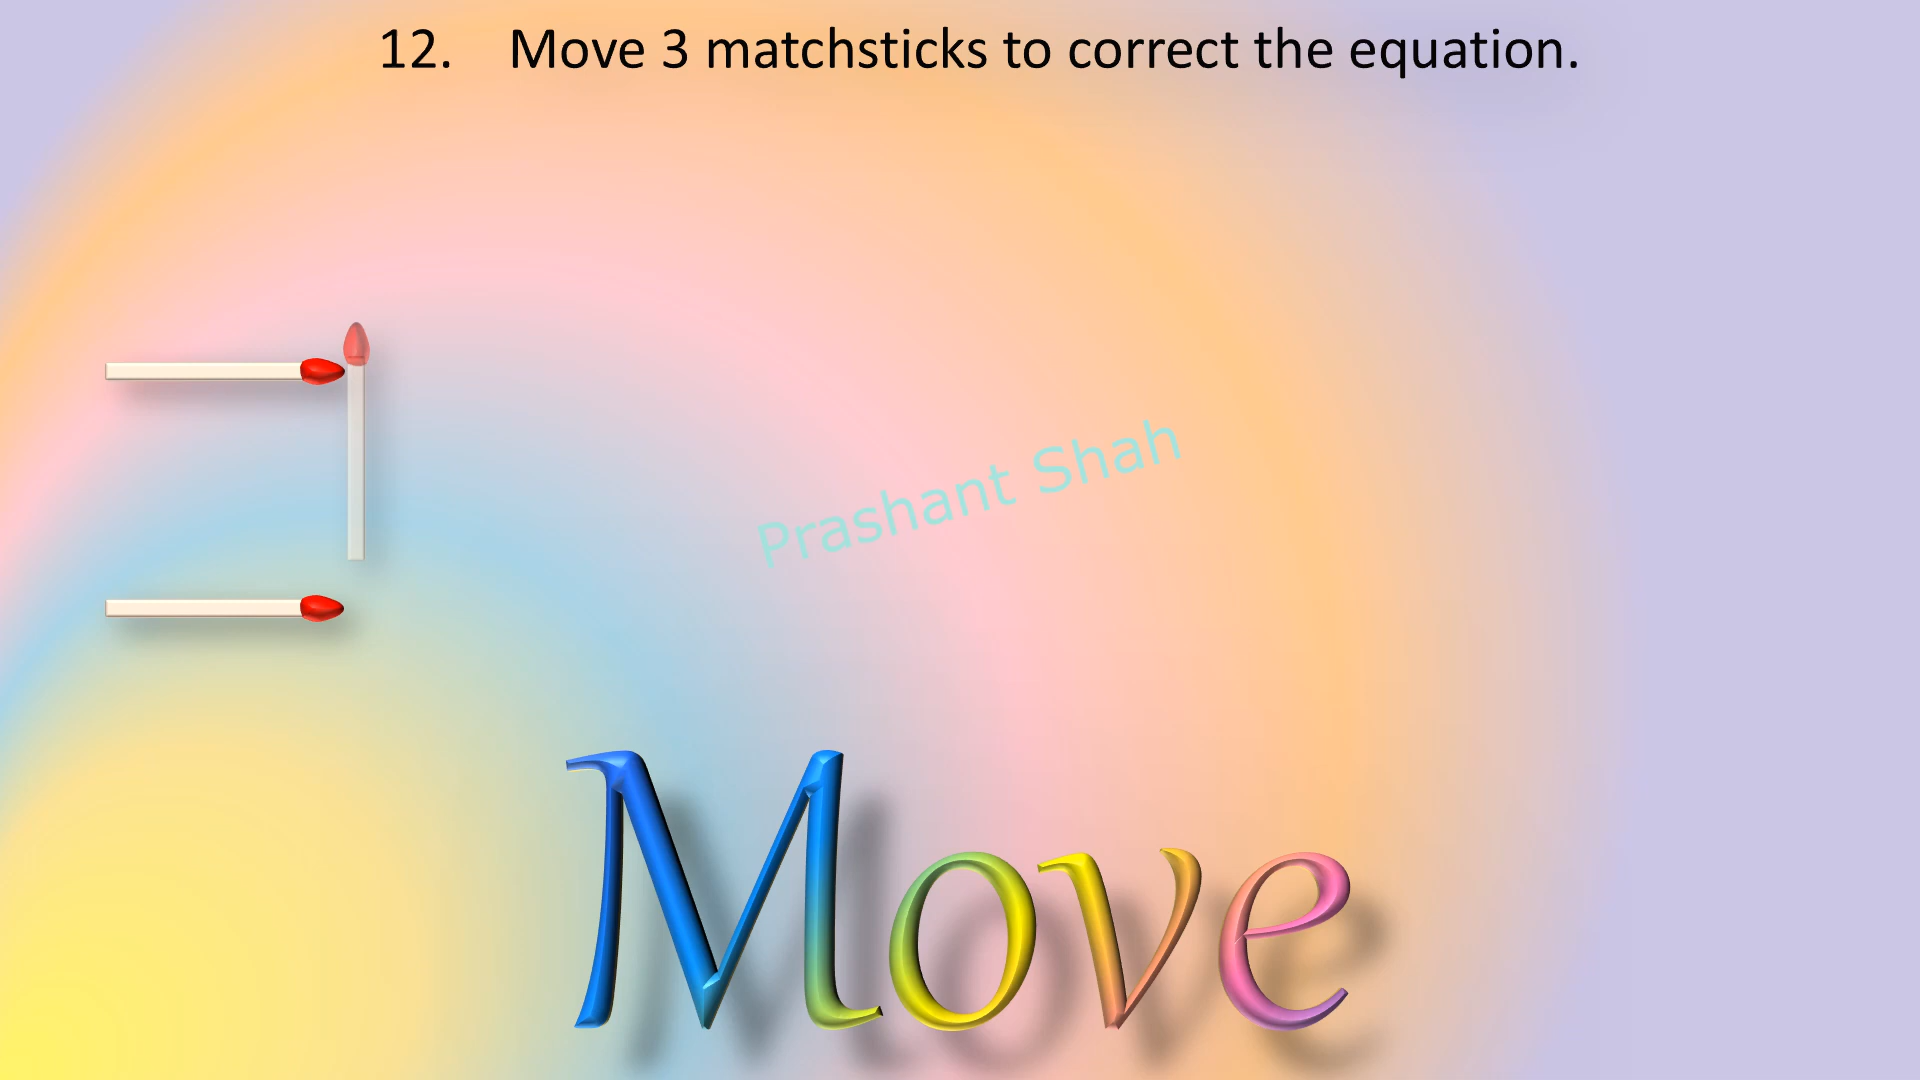 12. Move 3 matchsticks to correct the equation.
Prashant Shah
Move